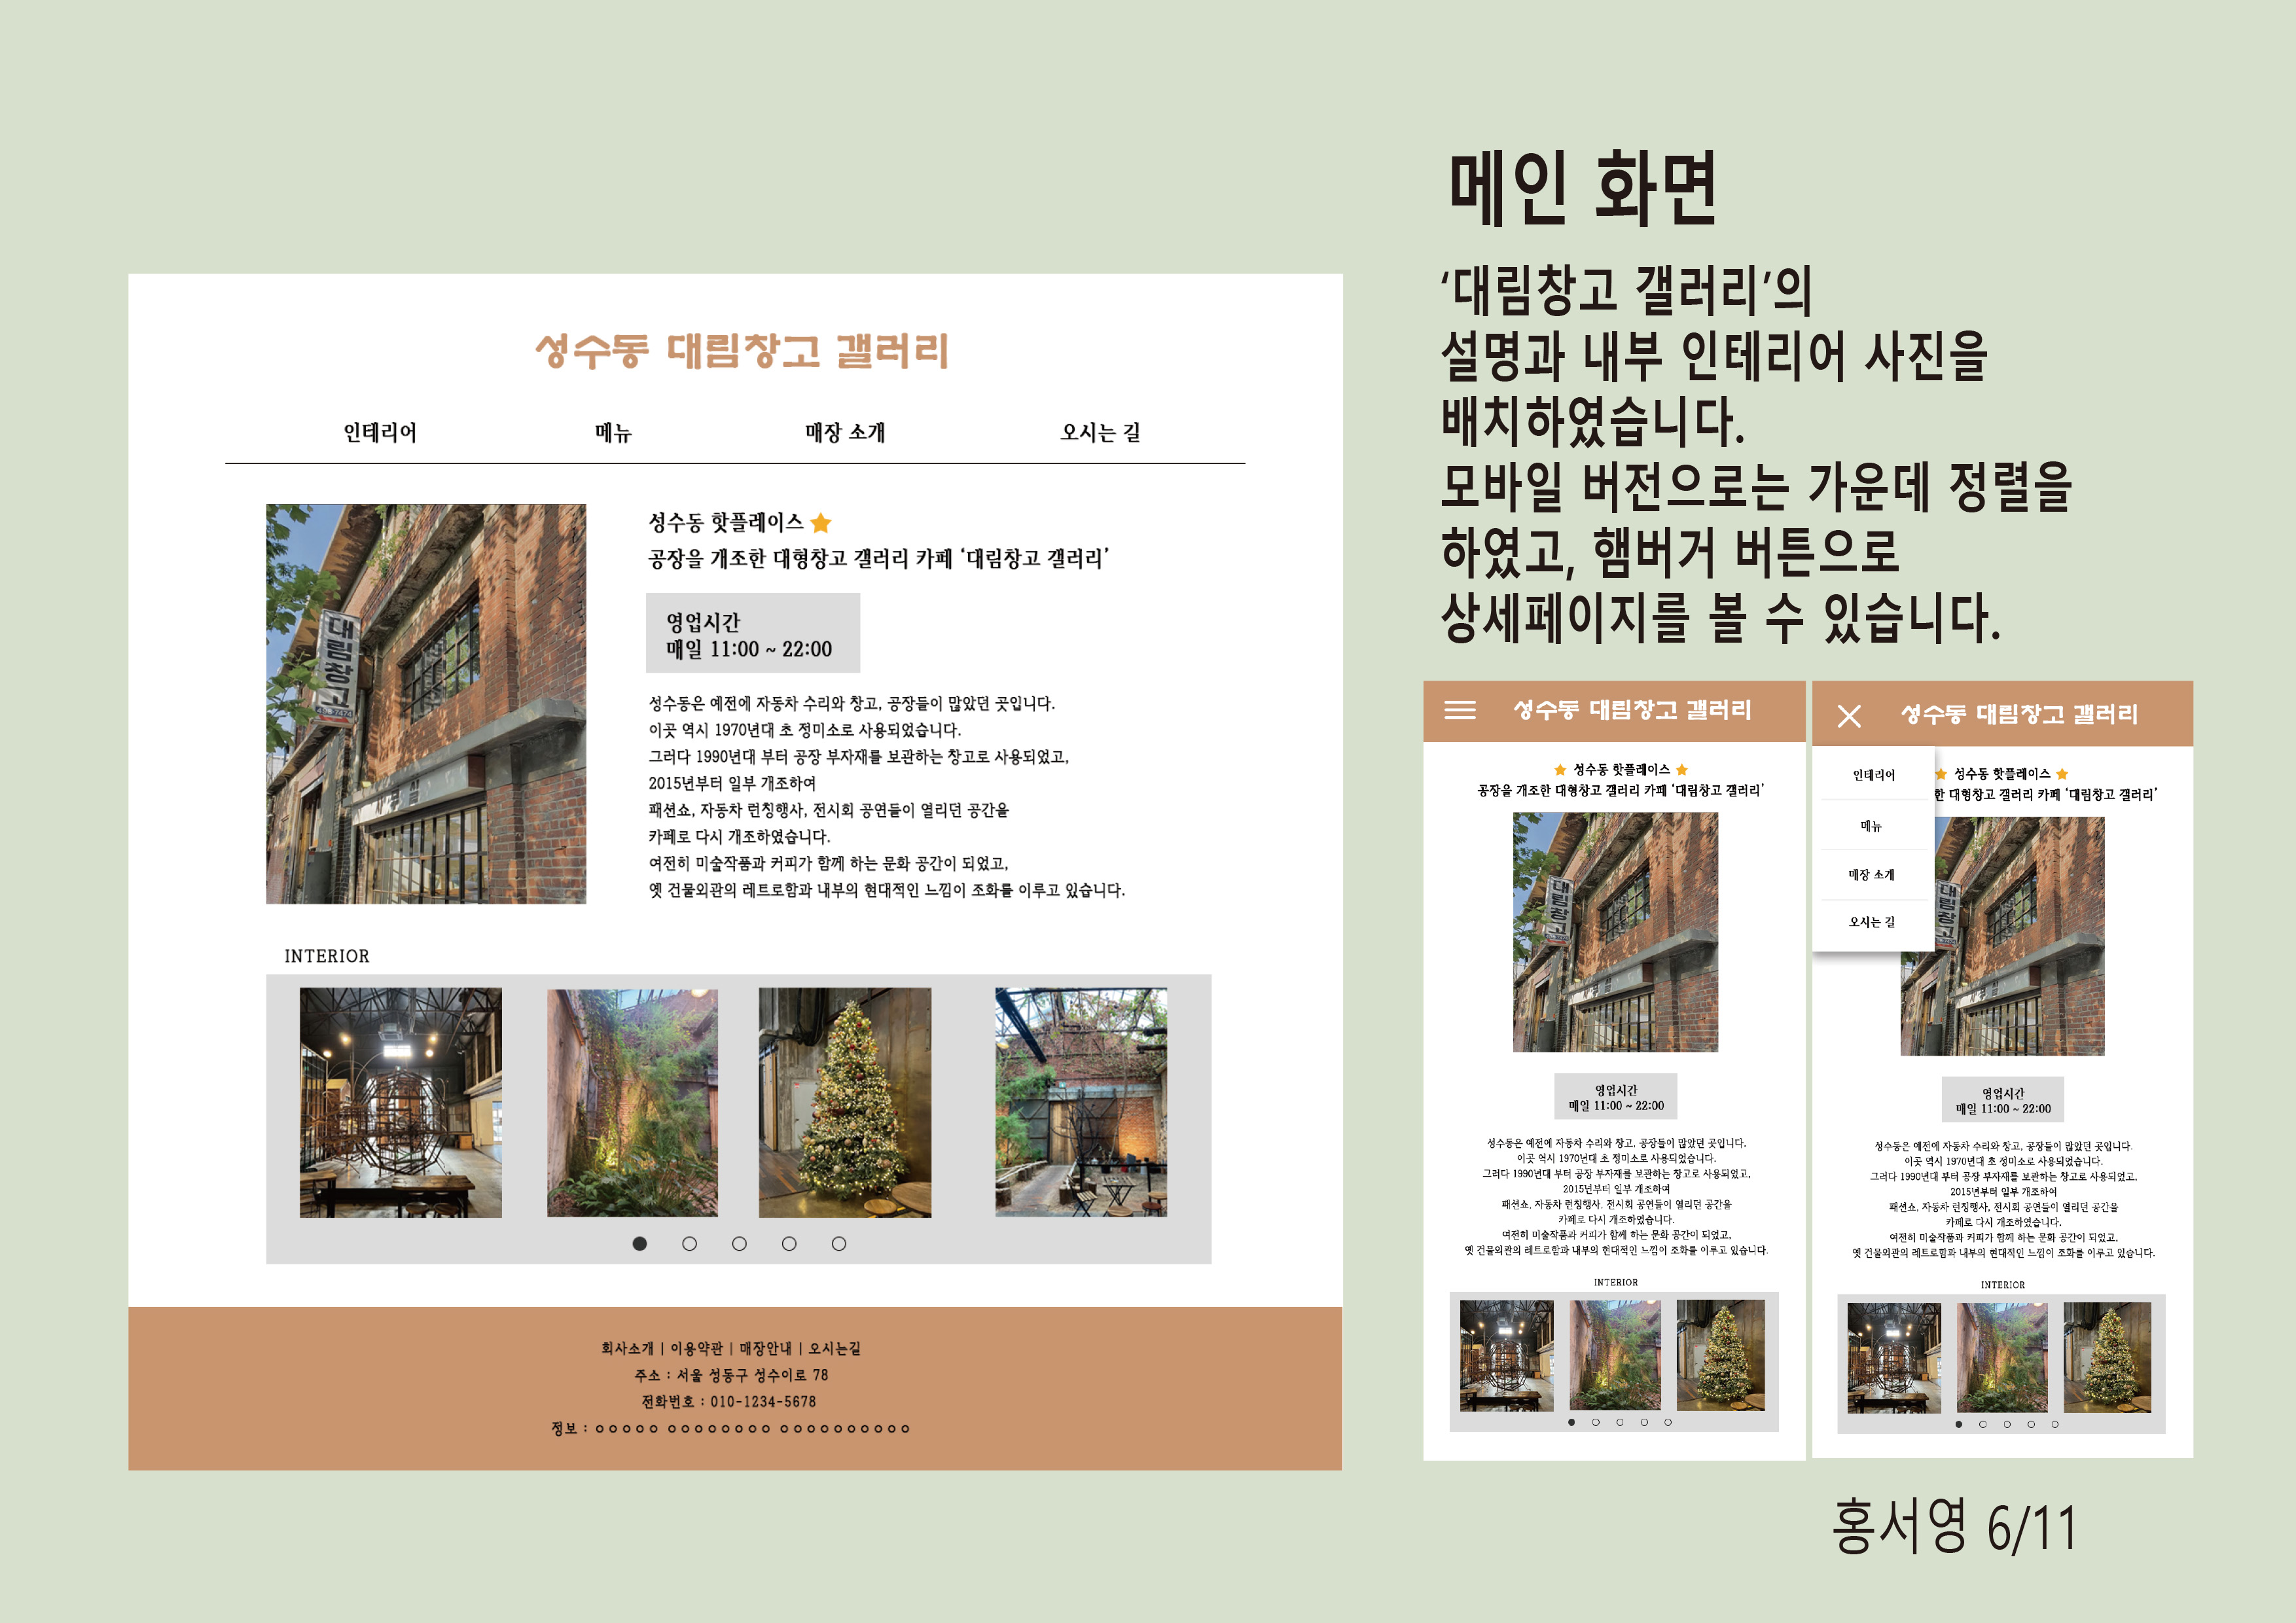 메인 화면
‘대림창고 갤러리’의
설명과 내부 인테리어 사진을
배치하였습니다.
모바일 버전으로는 가운데 정렬을
하였고, 햄버거 버튼으로
상세페이지를 볼 수 있습니다.
성수동 대림창고 갤러리
인테리어 메뉴 매장 소개 오시는 길
대림창고
성수동 핫플레이스
공장을 개조한 대형창고 갤러리 카페 ‘대림창고 갤러리’
영업시간
매일 11:00 ~ 22:00
성수동은 예전에 자동차 수리와 창고, 공장들이 많았던 곳입니다.
이곳 역시 1970년대 초 정미소로 사용되었습니다.
그러다 1990년대 부터 공장 부자재를 보관하는 창고로 사용되었고,
2015년부터 일부 개조하여
패션쇼, 자동차 런칭행사, 전시회 공연들이 열리던 공간을
카페로 다시 개조하였습니다.
여전히 미술작품과 커피가 함께 하는 문화 공간이 되었고,
옛 건물외관의 레트로함과 내부의 현대적인 느낌이 조화를 이루고 있습니다.
INTERIOR
회사소개 | 이용약관 | 매장안내 | 오시는길
주소 : 서울 성동구 성수이로 78
전화번호 : 010-1234-5678
정보 : ㅇㅇㅇㅇㅇ ㅇㅇㅇㅇㅇㅇㅇㅇ ㅇㅇㅇㅇㅇㅇㅇㅇㅇㅇ
성수동 대림창고 갤러리
성수동 핫플레이스
공장을 개조한 대형창고 갤러리 카페 ‘대림창고 갤러리’
대림창고
영업시간
매일 11:00 ~ 22:00
성수동은 예전에 자동차 수리와 창고, 공장들이 많았던 곳입니다.
이곳 역시 1970년대 초 정미소로 사용되었습니다.
그러다 1990년대 부터 공장 부자재를 보관하는 창고로 사용되었고,
2015년부터 일부 개조하여
패션쇼, 자동차 런칭행사, 전시회 공연들이 열리던 공간을
카페로 다시 개조하였습니다.
여전히 미술작품과 커피가 함께 하는 문화 공간이 되었고,
옛 건물외관의 레트로함과 내부의 현대적인 느낌이 조화를 이루고 있습니다.
INTERIOR
성수동 대림창고 갤러리
인테리어
메뉴
매장 소개
오시는 길
성수동 핫플레이스
한 대형창고 갤러리 카페 ‘대림창고 갤러리’
대림창고
영업시간
매일 11:00 ~ 22:00
성수동은 예전에 자동차 수리와 창고, 공장들이 많았던 곳입니다.
이곳 역시 1970년대 초 정미소로 사용되었습니다.
그러다 1990년대 부터 공장 부자재를 보관하는 창고로 사용되었고,
2015년부터 일부 개조하여
패션쇼, 자동차 런칭행사, 전시회 공연들이 열리던 공간을
카페로 다시 개조하였습니다.
여전히 미술작품과 커피가 함께 하는 문화 공간이 되었고,
옛 건물외관의 레트로함과 내부의 현대적인 느낌이 조화를 이루고 있습니다.
INTERIOR
홍서영 6/11